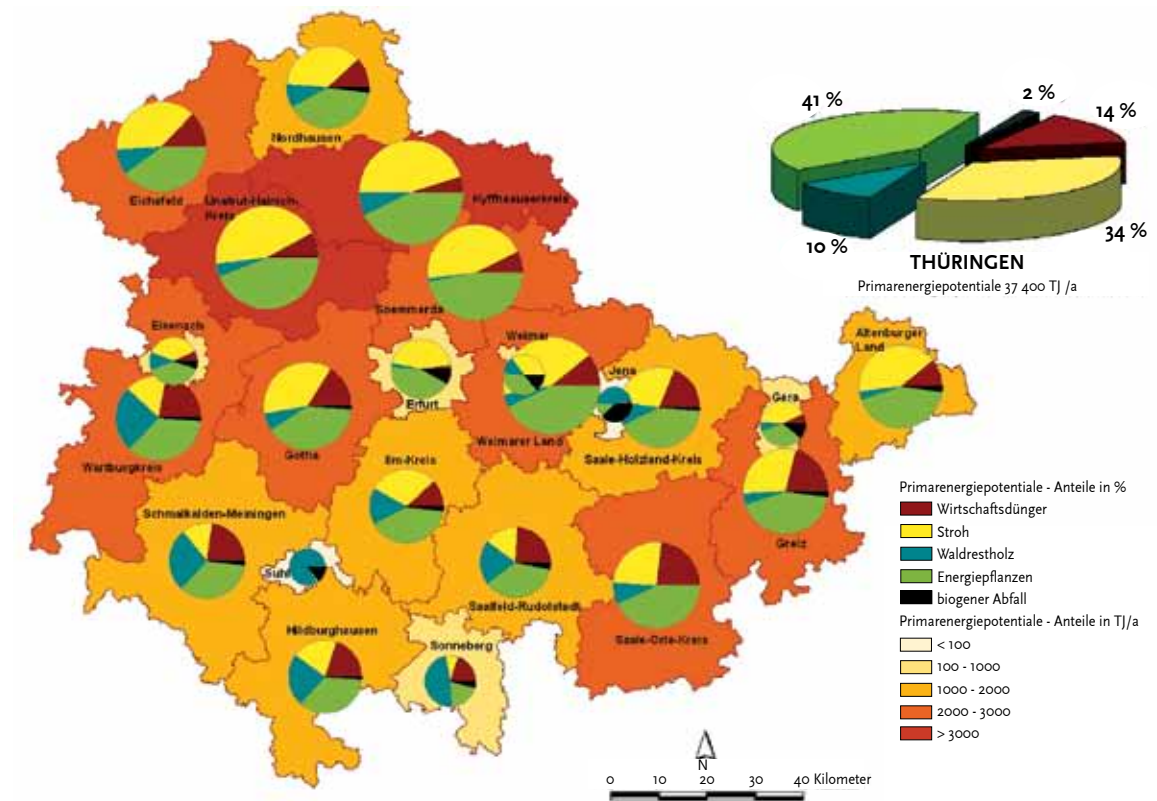 41 %
2 %
14 %
34 %
10 %
THÜRINGEN
Primarenergiepotentiale 37 400 TJ /a
Nordhausen
Eichsfeld
Unstrut-Hainich-
Kreis
Kyffhaeuserkreis
Soemmerda
Eisenach
Weimar
Altenburger
Land
Jena
Erfurt
Gera
Wartburgkreis
Gotha
Weimarer Land
Ilm-Kreis
Saale-Holzland-Kreis
Schmalkalden-Meiningen
Suhl
Greiz
Saalfeld-Rudolstadt
Hildburghausen
Sonneberg
Saale-Orla-Kreis
Primarenergiepotentiale - Anteile in %
Wirtschaftsdünger
Stroh
Waldrestholz
Energiepflanzen
biogener Abfall
Primarenergiepotentiale - Anteile in TJ/a
< 100
100 - 1000
1000 - 2000
2000 - 3000
> 3000
N
0 10 20 30 40 Kilometer